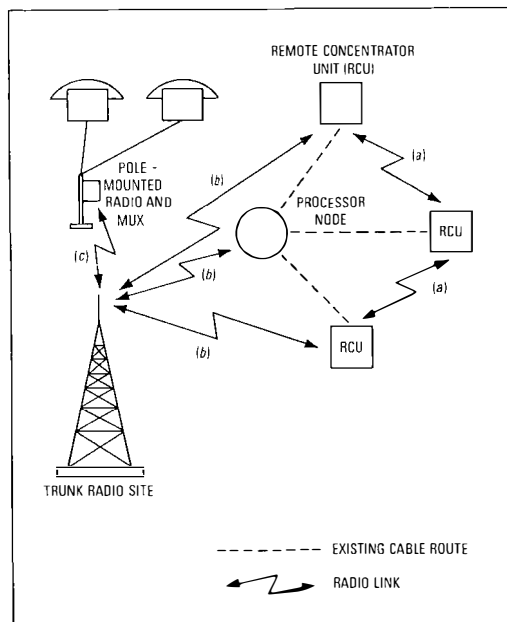 REMOTE CONCENTRATOR
UNIT (RCU)
(a)
POLE -
MOUNTED
RADIO AND
MUX
(b)
PROCESSOR
NODE
RCU
(c)
(b)
(a)
(b)
RCU
TRUNK RADIO SITE
EXISTING CABLE ROUTE
RADIO LINK